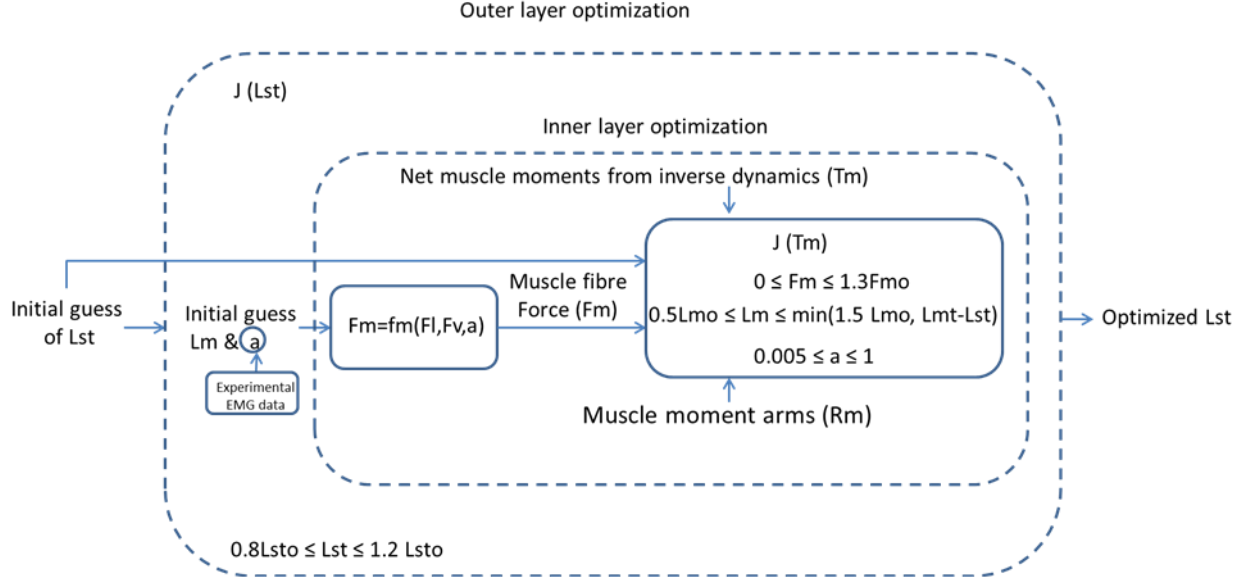 Outer layer optimization
J (Lst)
Inner layer optimization
Net muscle moments from inverse dynamics (Tm)
J (Tm)
0 ≤ Fm ≤ 1.3Fmo
0.5Lmo ≤ Lm ≤ min(1.5 Lmo, Lmt-Lst)
0.005 ≤ a ≤ 1
Muscle fibre
Force (Fm)
Initial guess
of Lst
Initial guess
Lm & a
Fm=fm(Fl,Fv,a)
Optimized Lst
Experimental
EMG data
Muscle moment arms (Rm)
0.8Lsto ≤ Lst ≤ 1.2 Lsto